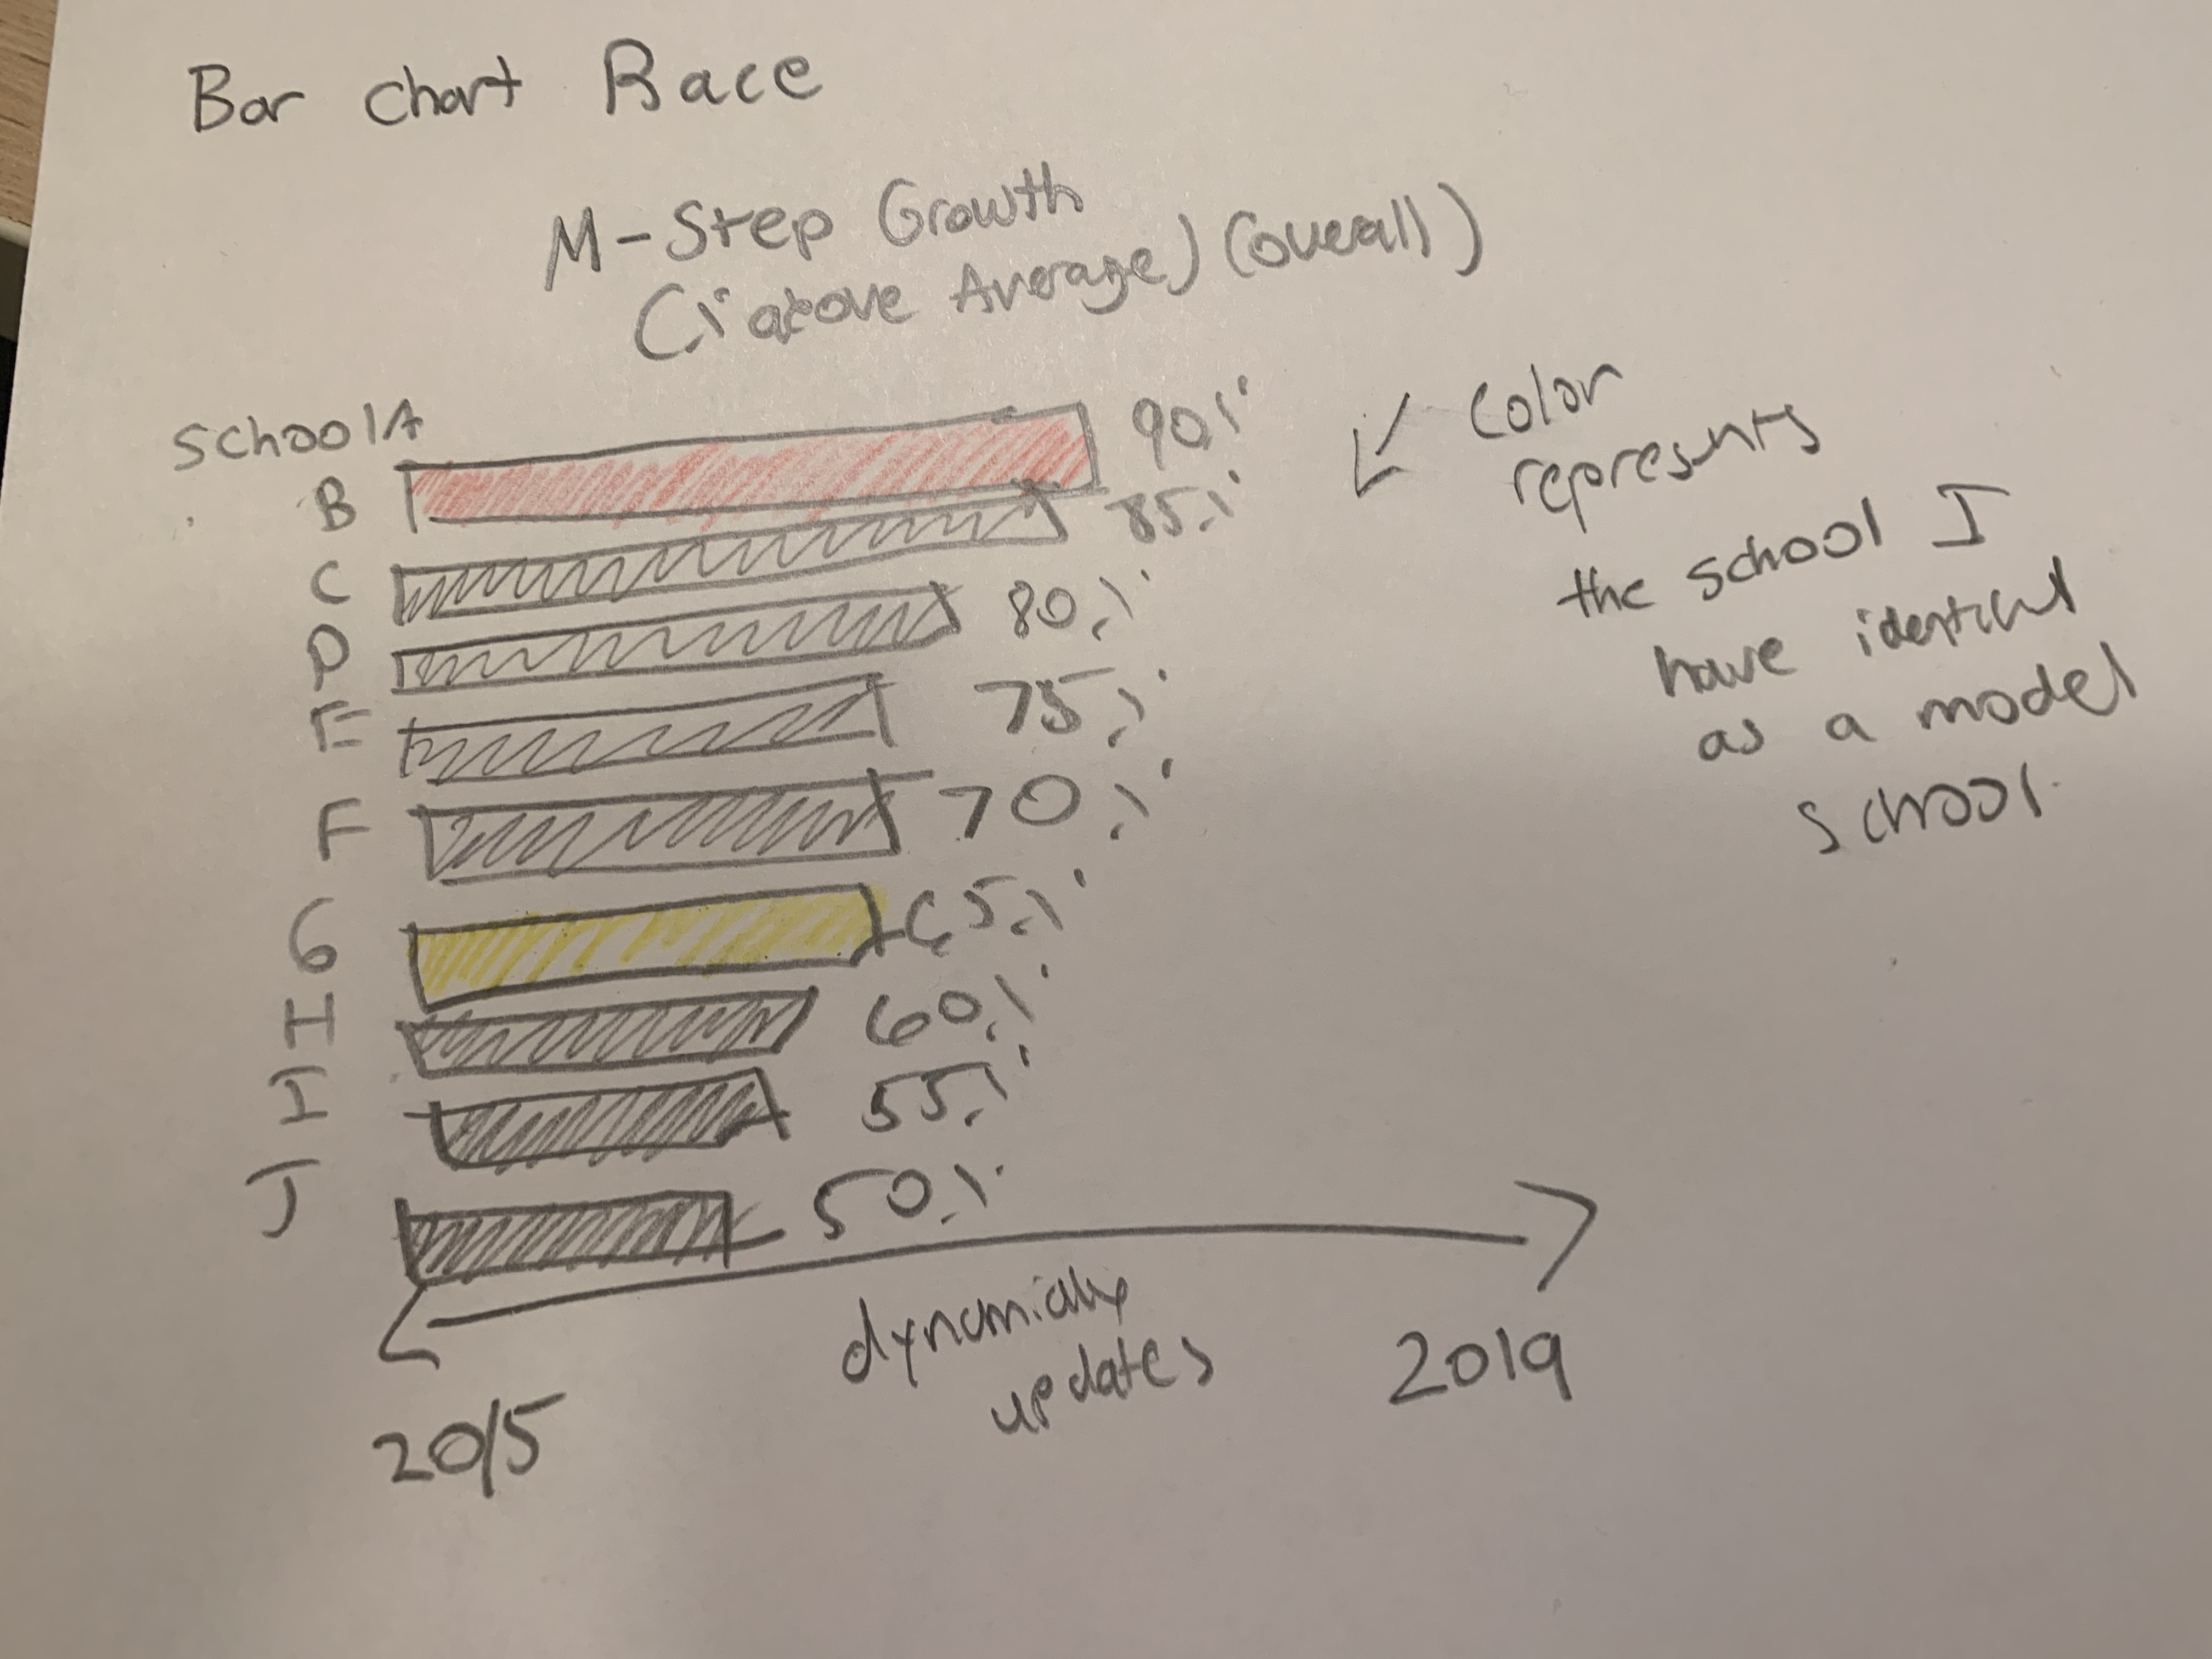 Bar Chart Race
M-Step Growth
(% above Average) (overall)
School A 90%
B 85%
C 80%
D 75%
E
F 70%
G 65%
H 60%
I 55%
J 50%
2015 2019
dynamically
updates
color
represents
the school I
have
as a model
school.